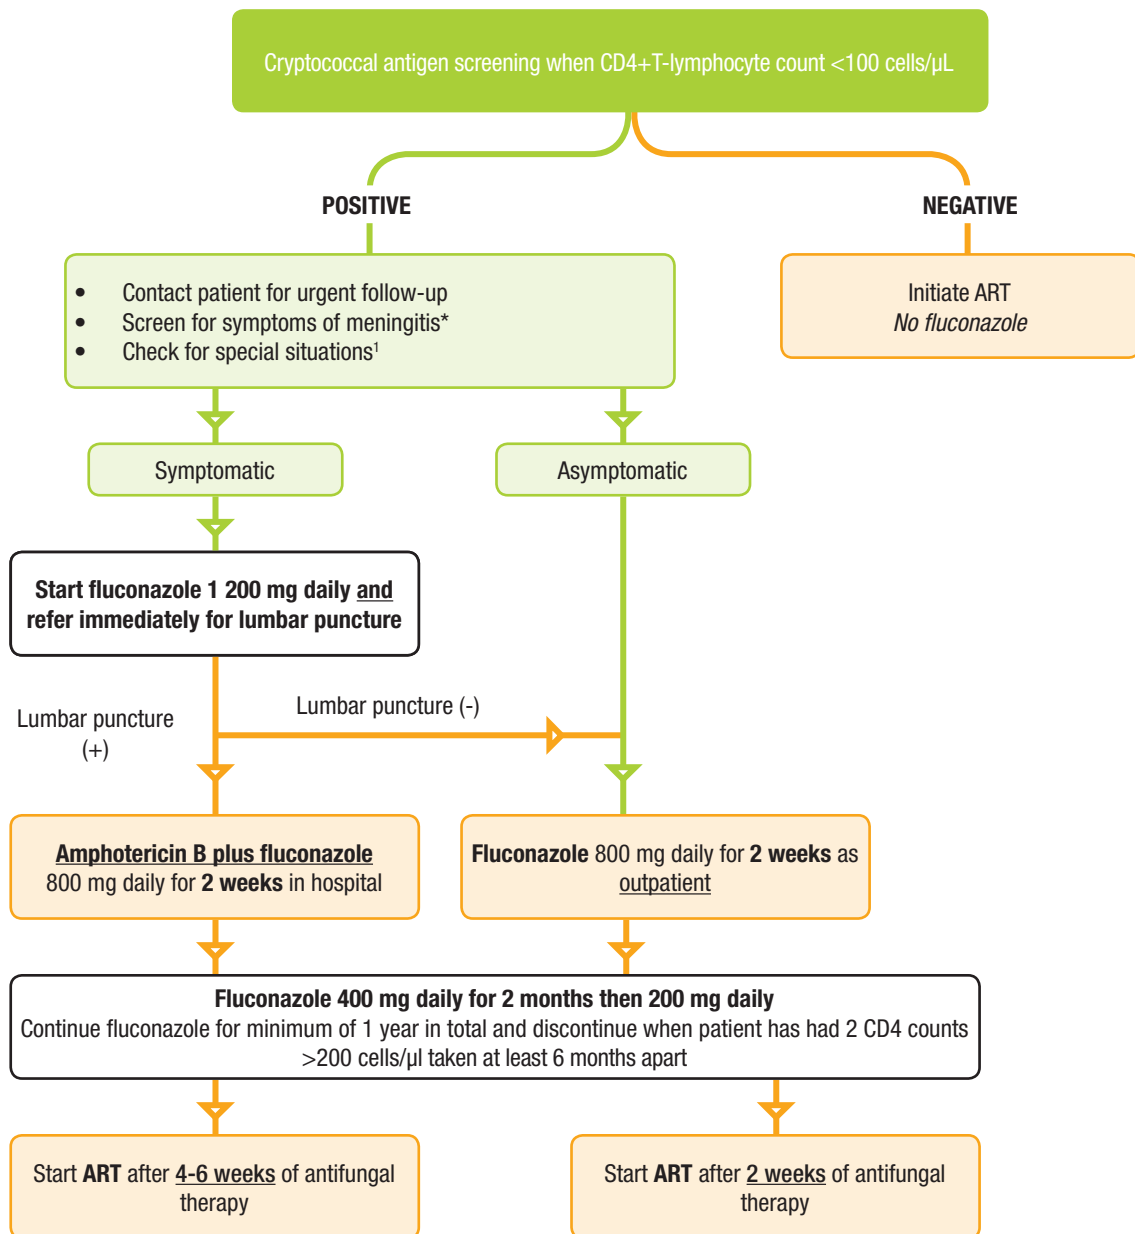 Cryptococcal antigen screening when CD4+T-lymphocyte count <100 cells/µL
POSITIVE
NEGATIVE
• Contact patient for urgent follow-up
• Screen for symptoms of meningitis*
• Check for special situations¹
Initiate ART
No fluconazole
Symptomatic
Asymptomatic
Start fluconazole 1 200 mg daily and
refer immediately for lumbar puncture
Lumbar puncture
(+)
Lumbar puncture (-)
Amphotericin B plus fluconazole
800 mg daily for 2 weeks in hospital
Fluconazole 800 mg daily for 2 weeks as
outpatient
Fluconazole 400 mg daily for 2 months then 200 mg daily
Continue fluconazole for minimum of 1 year in total and discontinue when patient has had 2 CD4 counts
>200 cells/µl taken at least 6 months apart
Start ART after 4-6 weeks of antifungal
therapy
Start ART after 2 weeks of antifungal
therapy